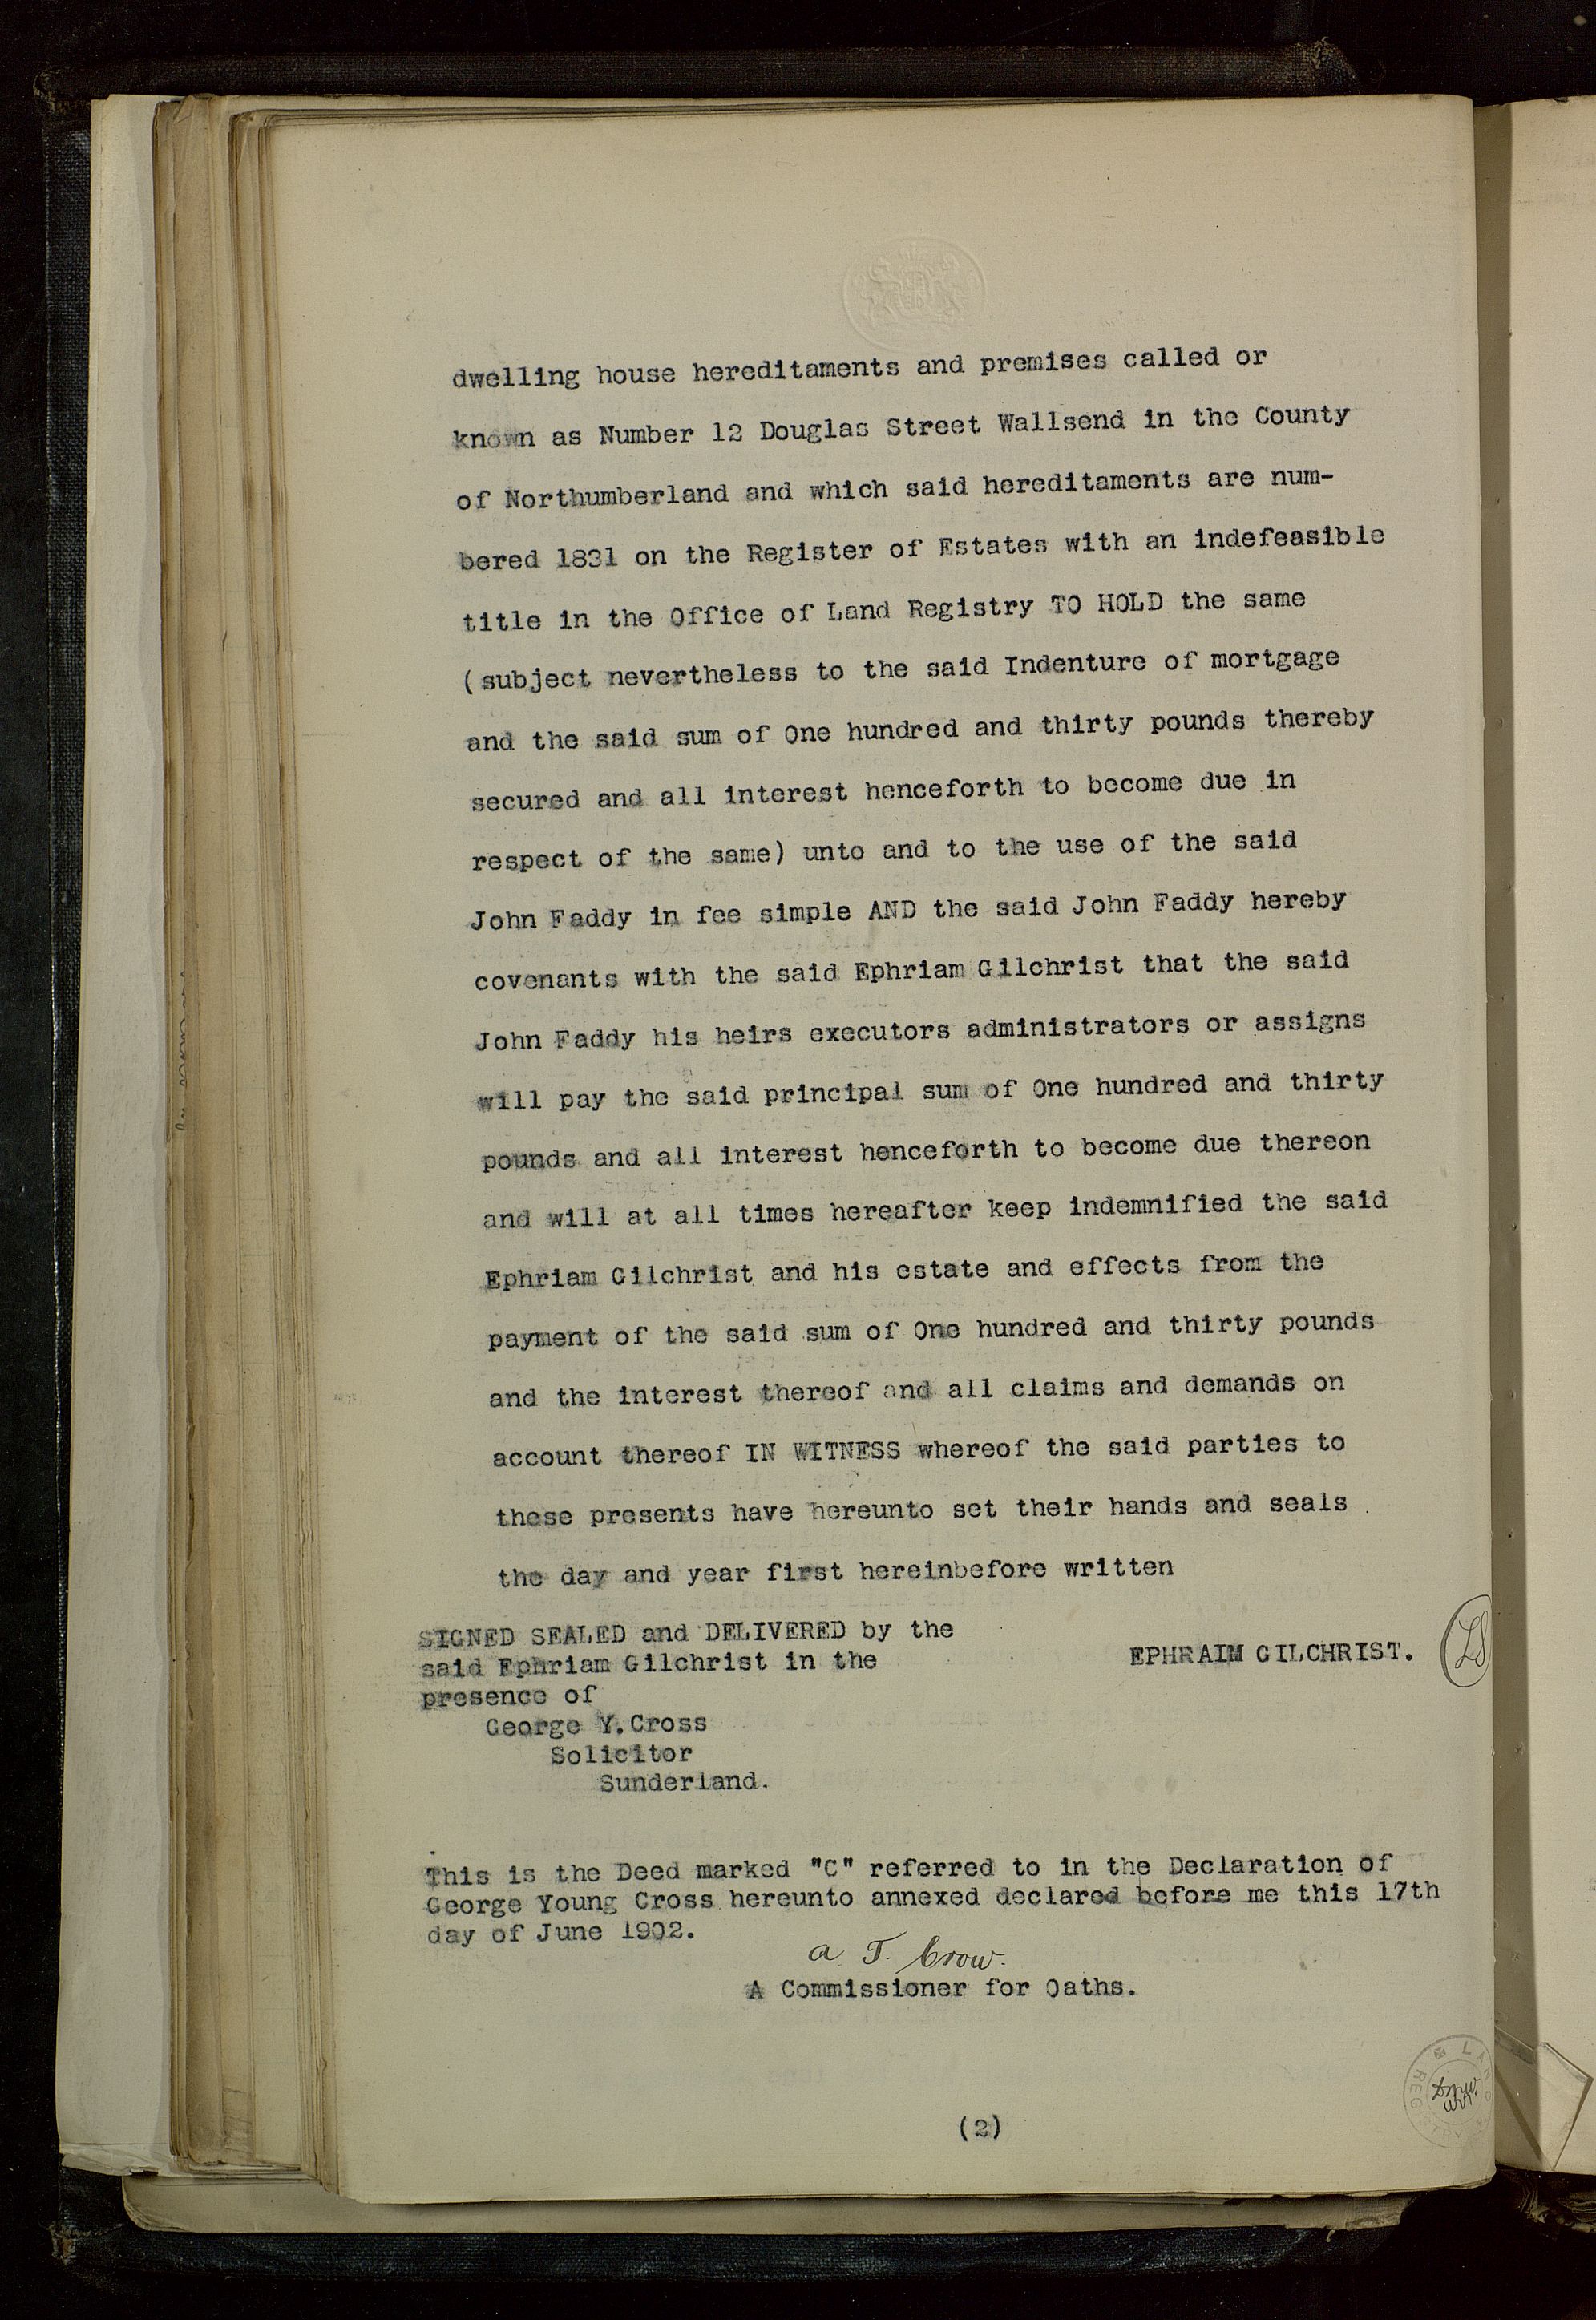 dwelling house hereditaments and premises called or
known as Number 12 Douglas Street Wallsend in the County
of Northumberland and which said hereditaments are num-
bered 1831 on the Register of Estates with an indefeasible
title in the Office of Land Registry TO HOLD the same
(subject nevertheless to the said Indenture of mortgage
and the said sum of One hundred and thirty pounds thereby
secured and all interest henceforth to become due in
respect of the same) unto and to the use of the said
John Faddy in fee simple AND the said John Faddy hereby
covenants with the said Ephriam Gilchrist that the said
John Faddy his heirs executors administrators or assigns
will pay the said principal sum of One hundred and thirty
pounds and all interest henceforth to become due thereon
and will at all times hereafter keep indemnified the said
Ephriam Gilchrist and his estate and effects from the
payment of the said sum of One hundred and thirty pounds
and the interest thereof and all claims and demands on
account thereof IN WITNESS whereof the said parties to
these presents have hereunto set their hands and seals
the day and year first hereinbefore written
SIGNED SEALED and DELIVERED by the
said Ephriam Gilchrist in the
presence of
George Y. Cross
Solicitor
Sunderland.
EPHRAIM GILCHRIST. LS
This is the Deed marked "C" referred to in the Declaration of
George Young Cross hereunto annexed declared before me this 17th
day of June 1902.
A. T. Crow.
A Commissioner for Oaths.
(2)
LAND REGISTRY